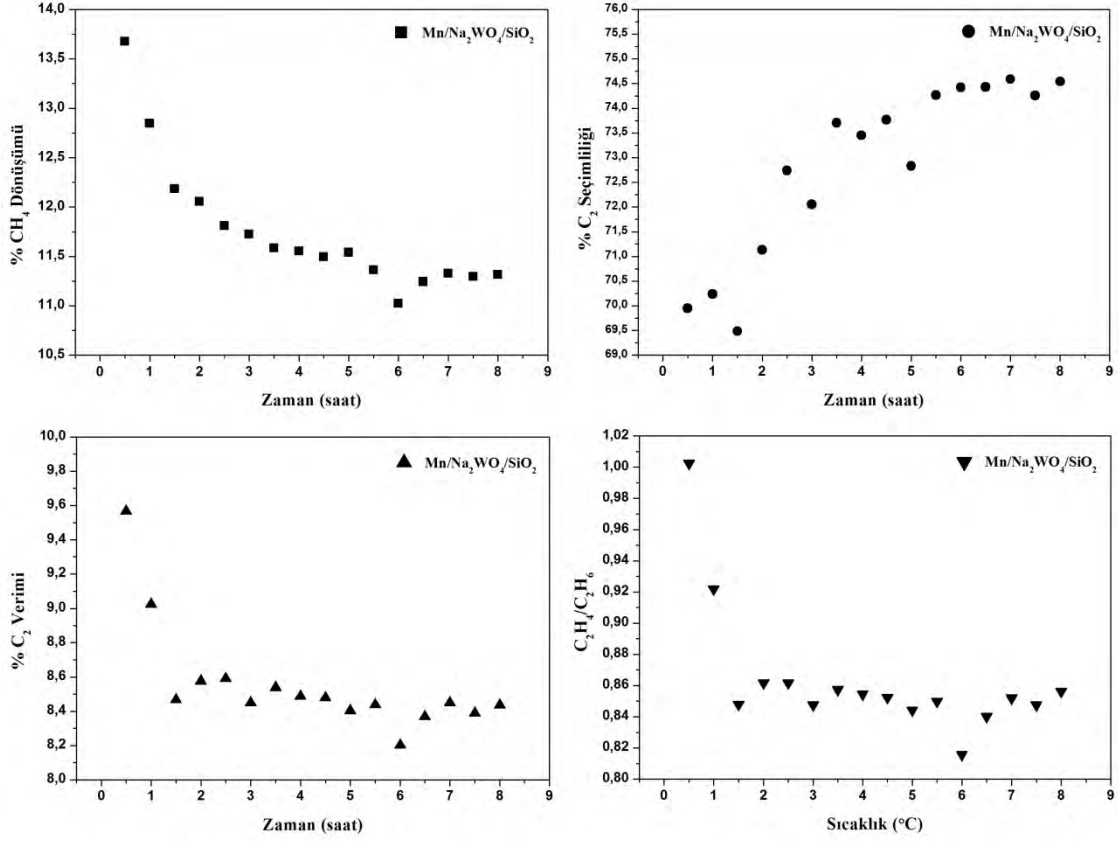 14,0
13,5
13,0
12,5
12,0
11,5
11,0
10,5
% CH4 Dönüşümü
Mn/Na2WO4/SiO2
0 1 2 3 4 5 6 7 8 9
Zaman (saat)
75,0
74,5
74,0
73,5
73,0
72,5
72,0
71,5
71,0
70,5
70,0
69,5
69,0
% C2 Seçimliliği
Mn/Na2WO4/SiO2
0 1 2 3 4 5 6 7 8 9
Zaman (saat)
10,0
9,8
9,6
9,4
9,2
9,0
8,8
8,6
8,4
8,2
8,0
% C2 Verimi
Mn/Na2WO4/SiO2
0 1 2 3 4 5 6 7 8 9
Zaman (saat)
1,02
1,00
0,98
0,96
0,94
0,92
0,90
0,88
0,86
0,84
0,82
0,80
C2H4/C2H6
Mn/Na2WO4/SiO2
0 1 2 3 4 5 6 7 8 9
Sıcaklık (°C)